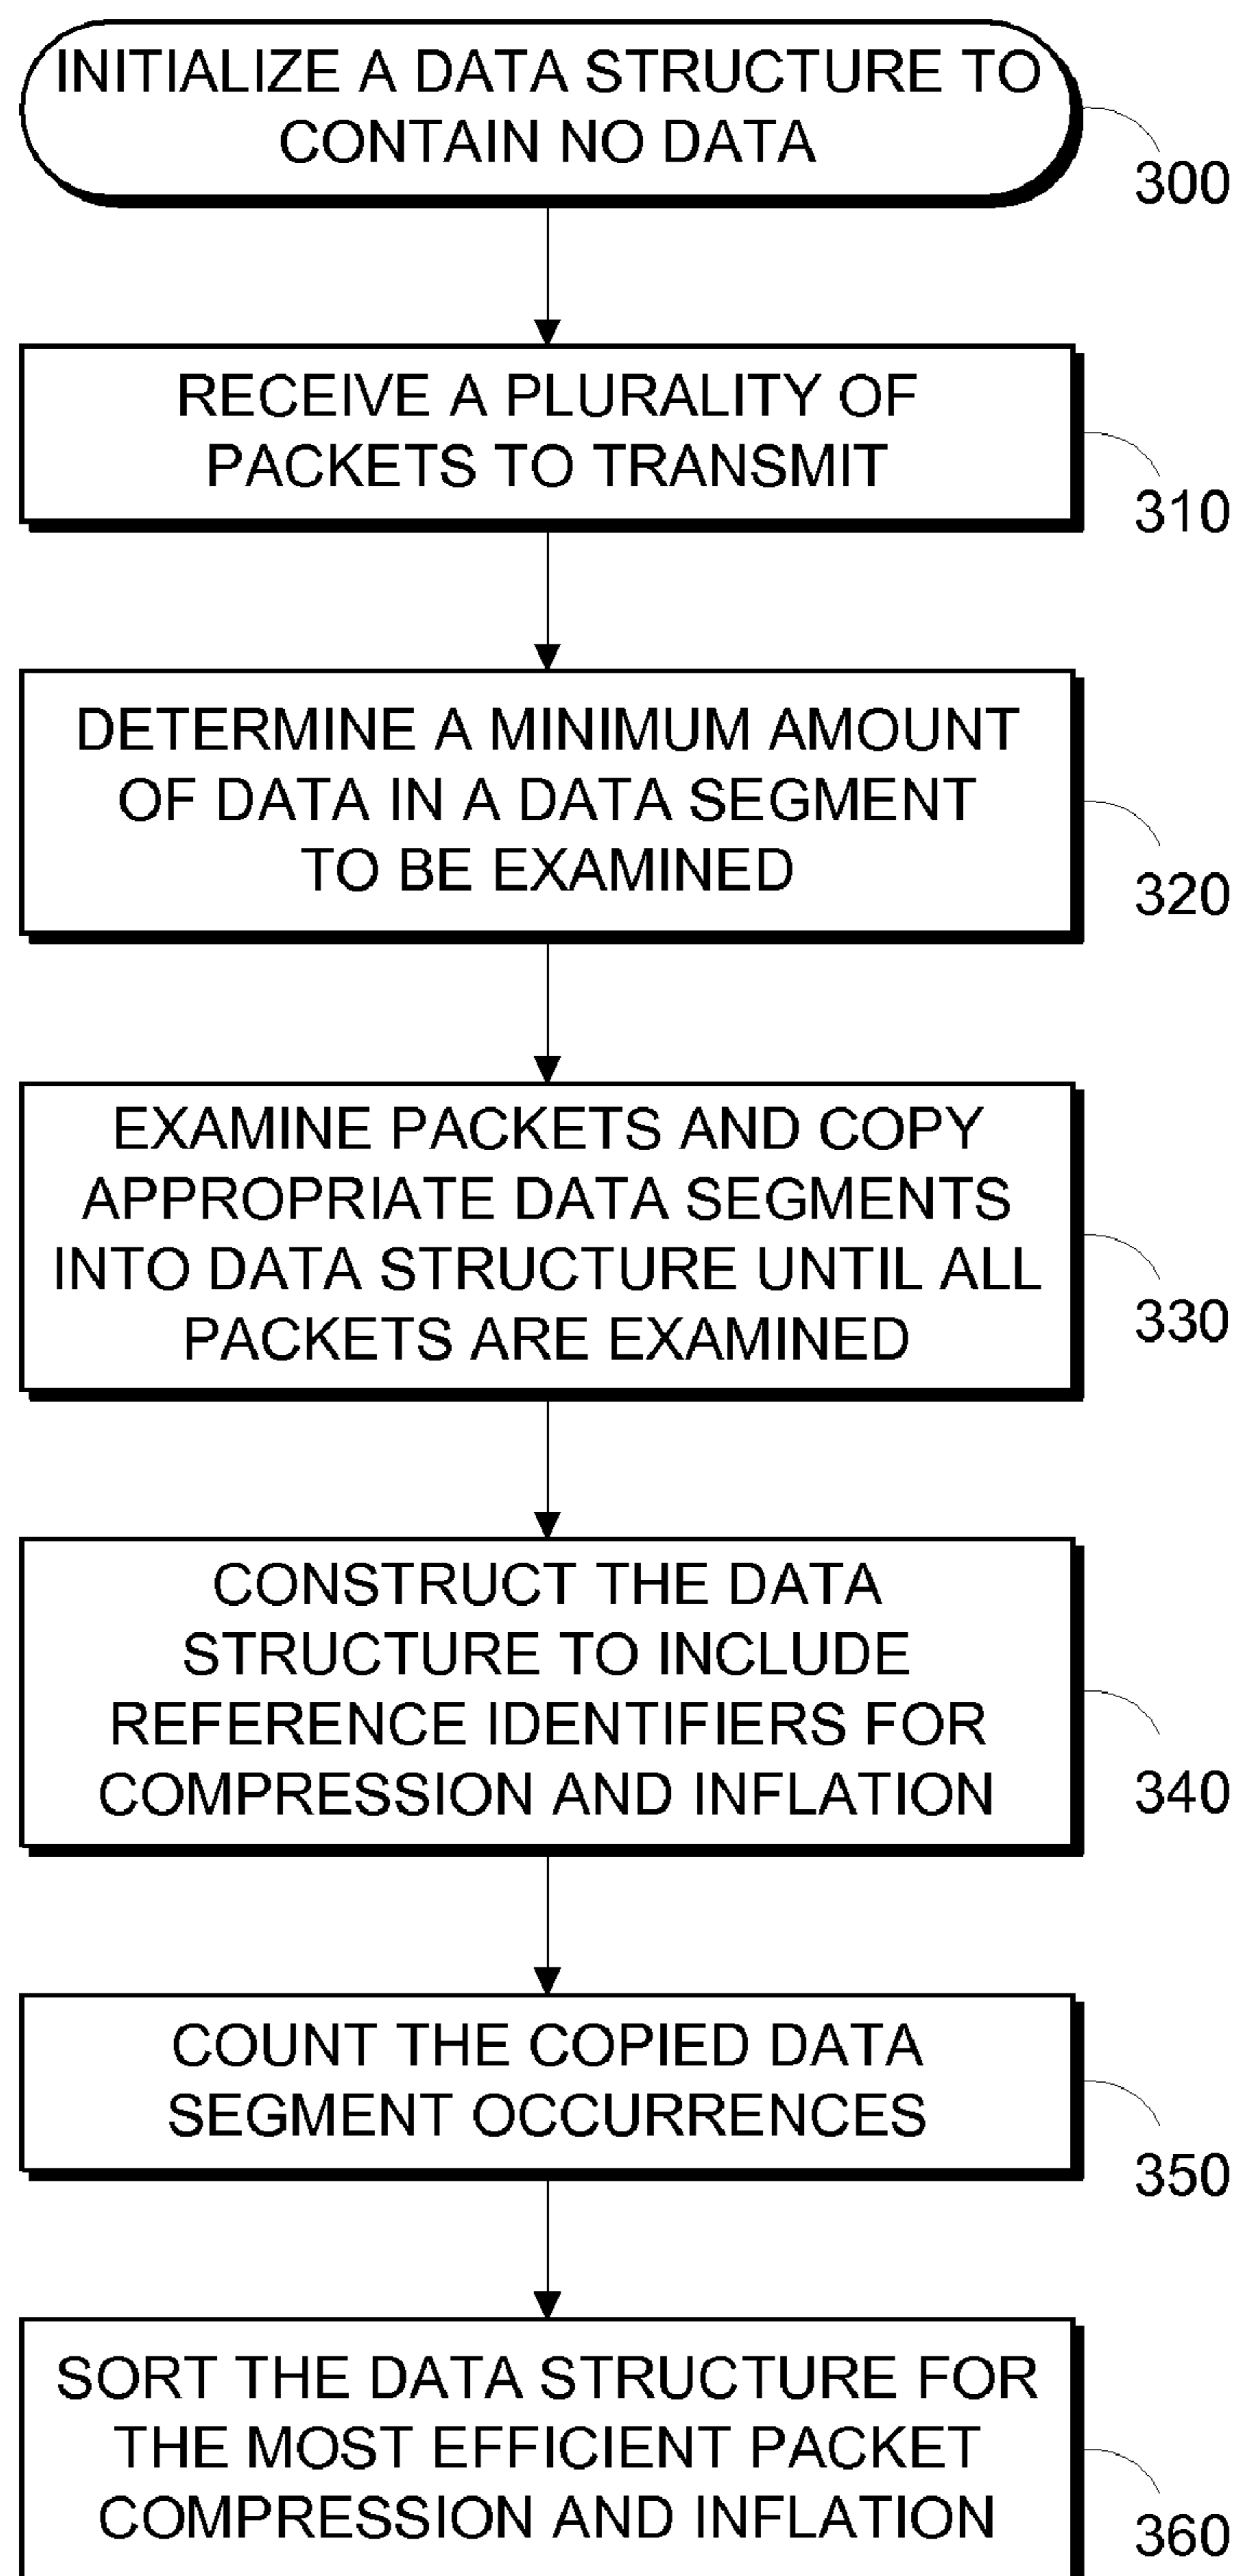 INITIALIZE A DATA STRUCTURE TO
CONTAIN NO DATA
300
RECEIVE A PLURALITY OF
PACKETS TO TRANSMIT
310
DETERMINE A MINIMUM AMOUNT
OF DATA IN A DATA SEGMENT
TO BE EXAMINED
320
EXAMINE PACKETS AND COPY
APPROPRIATE DATA SEGMENTS
INTO DATA STRUCTURE UNTIL ALL
PACKETS ARE EXAMINED
330
CONSTRUCT THE DATA
STRUCTURE TO INCLUDE
REFERENCE IDENTIFIERS FOR
COMPRESSION AND INFLATION
340
COUNT THE COPIED DATA
SEGMENT OCCURRENCES
350
SORT THE DATA STRUCTURE FOR
THE MOST EFFICIENT PACKET
COMPRESSION AND INFLATION
360